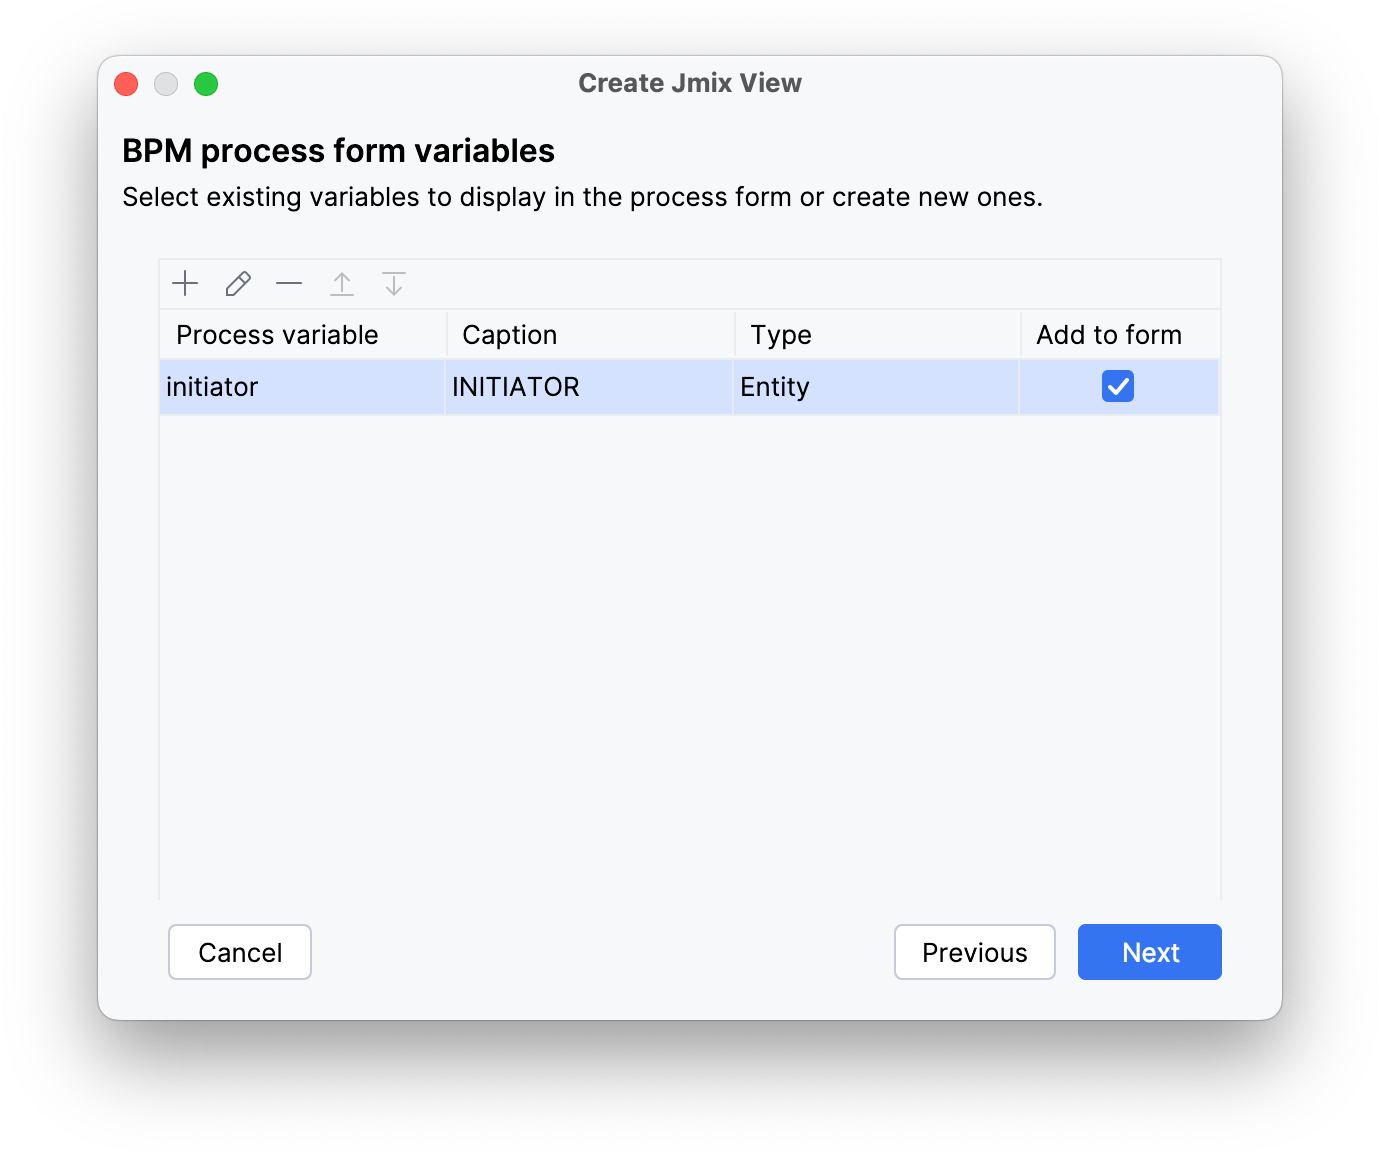 Create Jmix View
BPM process form variables
Select existing variables to display in the process form or create new ones.
Process variable Caption Type Add to form
initiator INITIATOR Entity
Cancel Previous Next